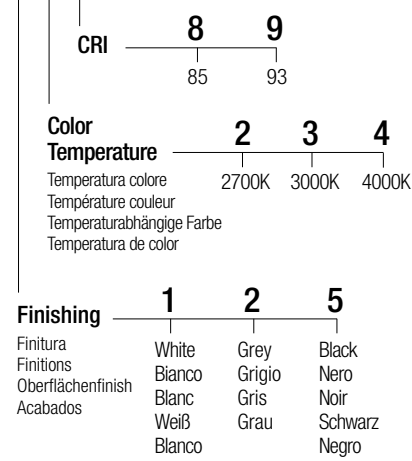 CRI 8 9
85 93
Color
Temperature 2 3 4
Temperatura colore 2700K 3000K 4000K
Température couleur
Temperaturabhängige Farbe
Temperatura de color
Finishing 1 2 5
Finitura White Grey Black
Finitions Bianco Grigio Nero
Oberflächenfinish Blanc Gris Noir
Acabados Weiß Grau Schwarz
Blanco Negro